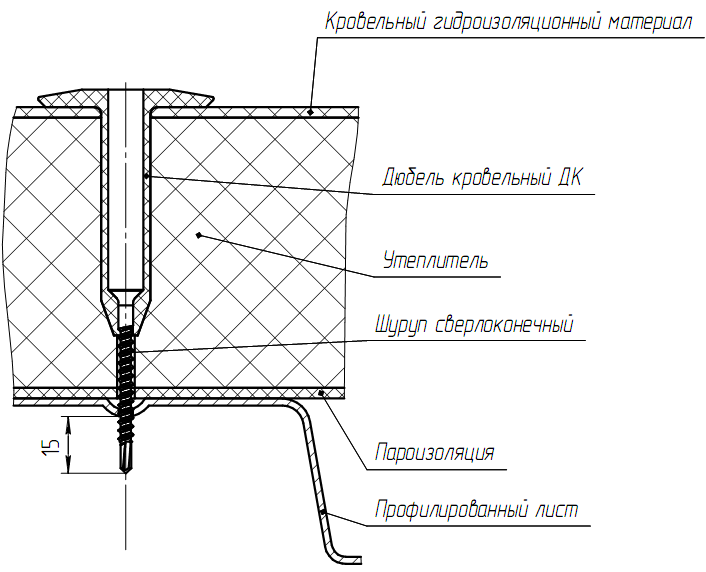 Кровельный гидроизоляционный материал
Дюбель кровельный ДК
Утеплитель
Шуруп сверлоконечный
15
Пароизоляция
Профилированный лист